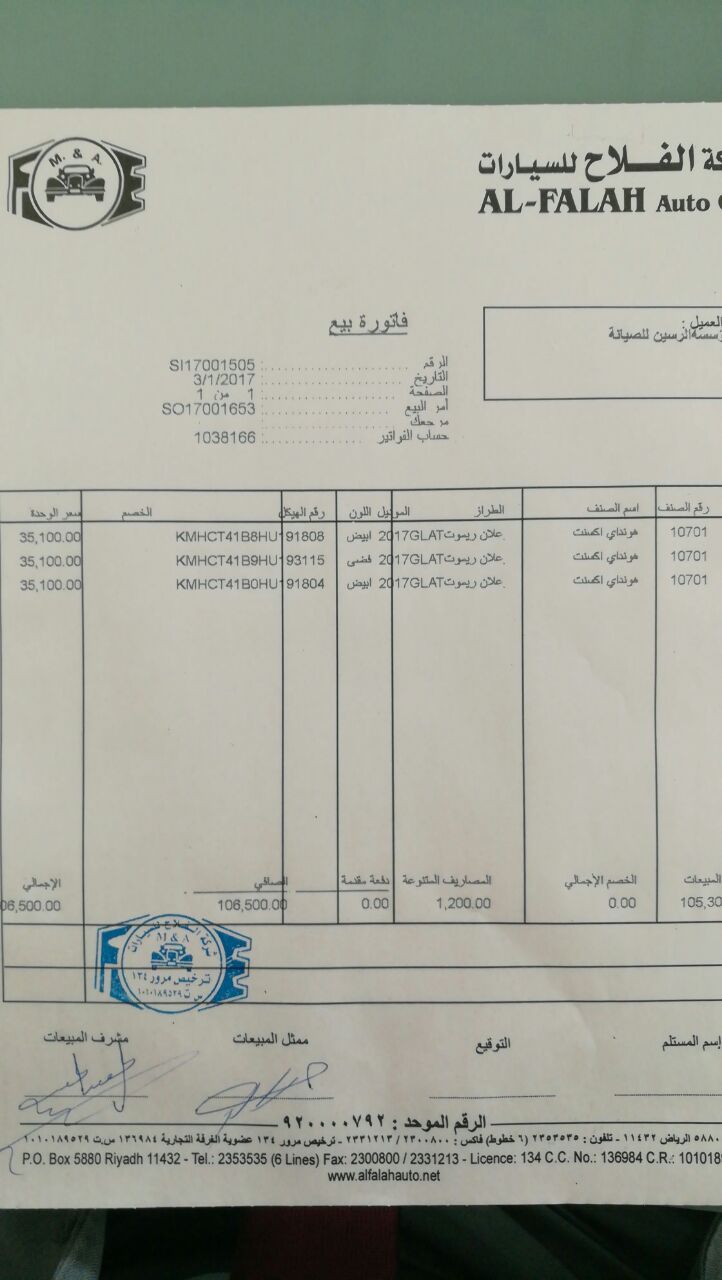 M. & A.
للسيارات الفلاح
AL-FALAH Auto
فاتورة بيع
العميل :
الرسين للصيانة
الرقم : SI17001505
التاريخ : 3/1/2017
الصفحة : 1 من 1
أمر البيع : SO17001653
مرجعك :
حساب الفواتير : 1038166
رقم الصنف اسم الصنف الطراز الموديل اللون رقم الهيكل الخصم سعر الوحدة
10701 هونداي اكسنت علان ريموت 2017GLAT ابيض KMHCT41B8HU191808 35,100.00
10701 هونداي اكسنت علان ريموت 2017GLAT فضي KMHCT41B9HU193115 35,100.00
10701 هونداي اكسنت علان ريموت 2017GLAT ابيض KMHCT41B0HU191804 35,100.00
المبيعات الخصم الإجمالي المصاريف المتنوعة دفعة مقدمة الصافي الإجمالي
105,30 0.00 1,200.00 0.00 106,500.00 06,500.00
شركة الفلاح للسيارات
M & A
ترخيص مرور ١٣٤
س ت ١٠١٠١٨٩٥٢٩
إسم المستلم التوقيع ممثل المبيعات مشرف المبيعات
الرقم الموحد : ٩٢٠٠٠٠٧٩٢
٥٨٨٠ الرياض ١١٤٣٢ - تلفون : ٢٣٥٣٥٣٥ (٦ خطوط) فاكس : ٢٣٠٠٨٠٠ / ٢٣٣١٢١٣ - ترخيص مرور ١٣٤ عضوية الغرفة التجارية ١٣٦٩٨٤ س.ت ١٠١٠١٨٩٥٢٩
P.O. Box 5880 Riyadh 11432 - Tel.: 2353535 (6 Lines) Fax: 2300800 / 2331213 - Licence: 134 C.C. No.: 136984 C.R.: 1010189
www.alfalahauto.net